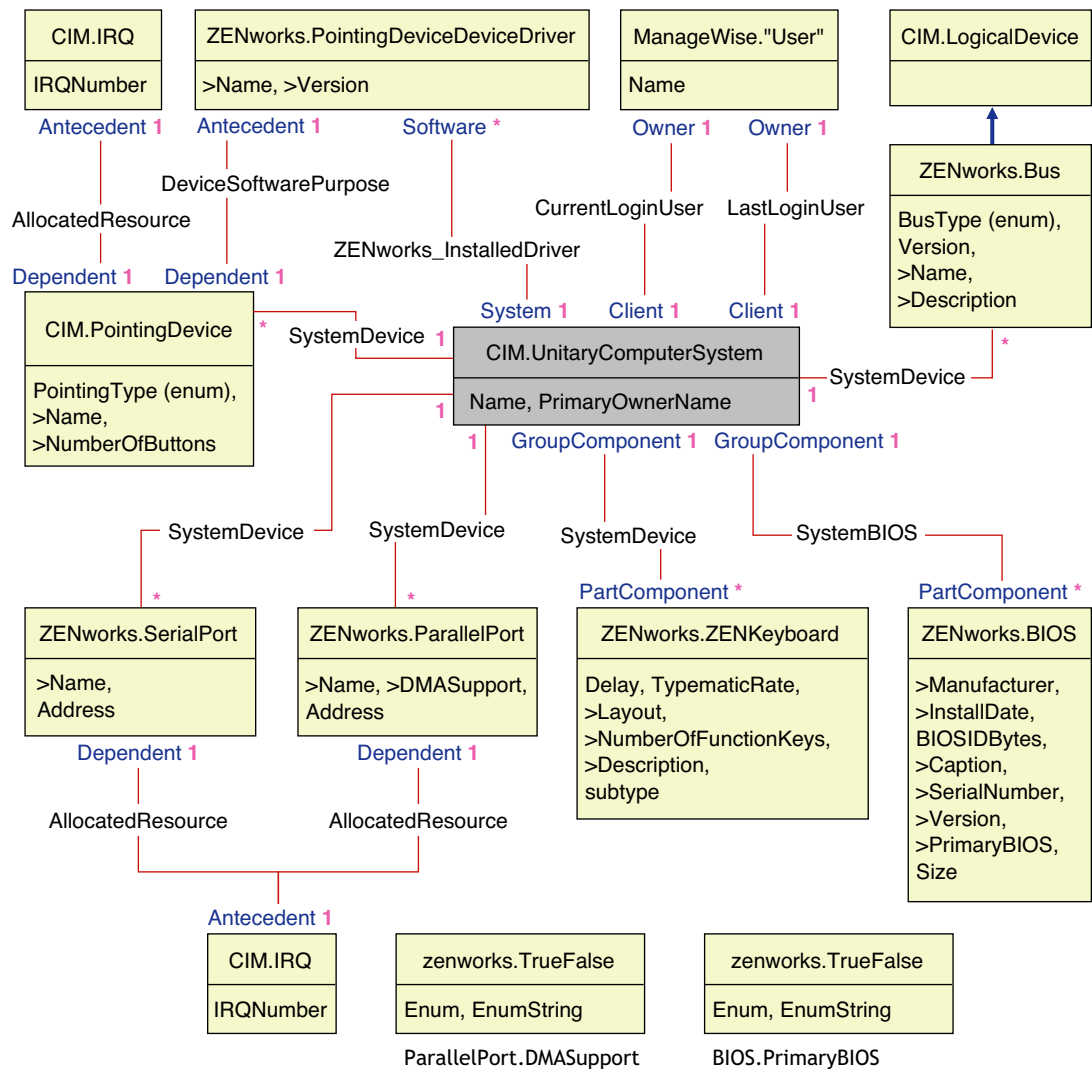 CIM.IRQ
IRQNumber
ZENworks.PointingDeviceDeviceDriver
>Name, >Version
ManageWise."User"
Name
CIM.LogicalDevice
Antecedent 1
Antecedent 1
Software *
Owner 1
Owner 1
DeviceSoftwarePurpose
AllocatedResource
CurrentLoginUser
LastLoginUser
ZENworks_InstalledDriver
ZENworks.Bus
BusType (enum),
Version,
>Name,
>Description
Dependent 1
Dependent 1
System 1
Client 1
Client 1
CIM.PointingDevice
PointingType (enum),
>Name,
>NumberOfButtons
*
SystemDevice
1
CIM.UnitaryComputerSystem
Name, PrimaryOwnerName
*
SystemDevice
1
1
1
GroupComponent 1
GroupComponent 1
SystemDevice
SystemDevice
SystemDevice
SystemBIOS
*
*
PartComponent *
PartComponent *
ZENworks.SerialPort
>Name,
Address
ZENworks.ParallelPort
>Name, >DMASupport,
Address
ZENworks.ZENKeyboard
Delay, TypematicRate,
>Layout,
>NumberOfFunctionKeys,
>Description,
subtype
ZENworks.BIOS
>Manufacturer,
>InstallDate,
BIOSIDBytes,
>Caption,
>SerialNumber,
>Version,
>PrimaryBIOS,
Size
Dependent 1
Dependent 1
AllocatedResource
AllocatedResource
Antecedent 1
CIM.IRQ
IRQNumber
zenworks.TrueFalse
Enum, EnumString
zenworks.TrueFalse
Enum, EnumString
ParallelPort.DMASupport
BIOS.PrimaryBIOS